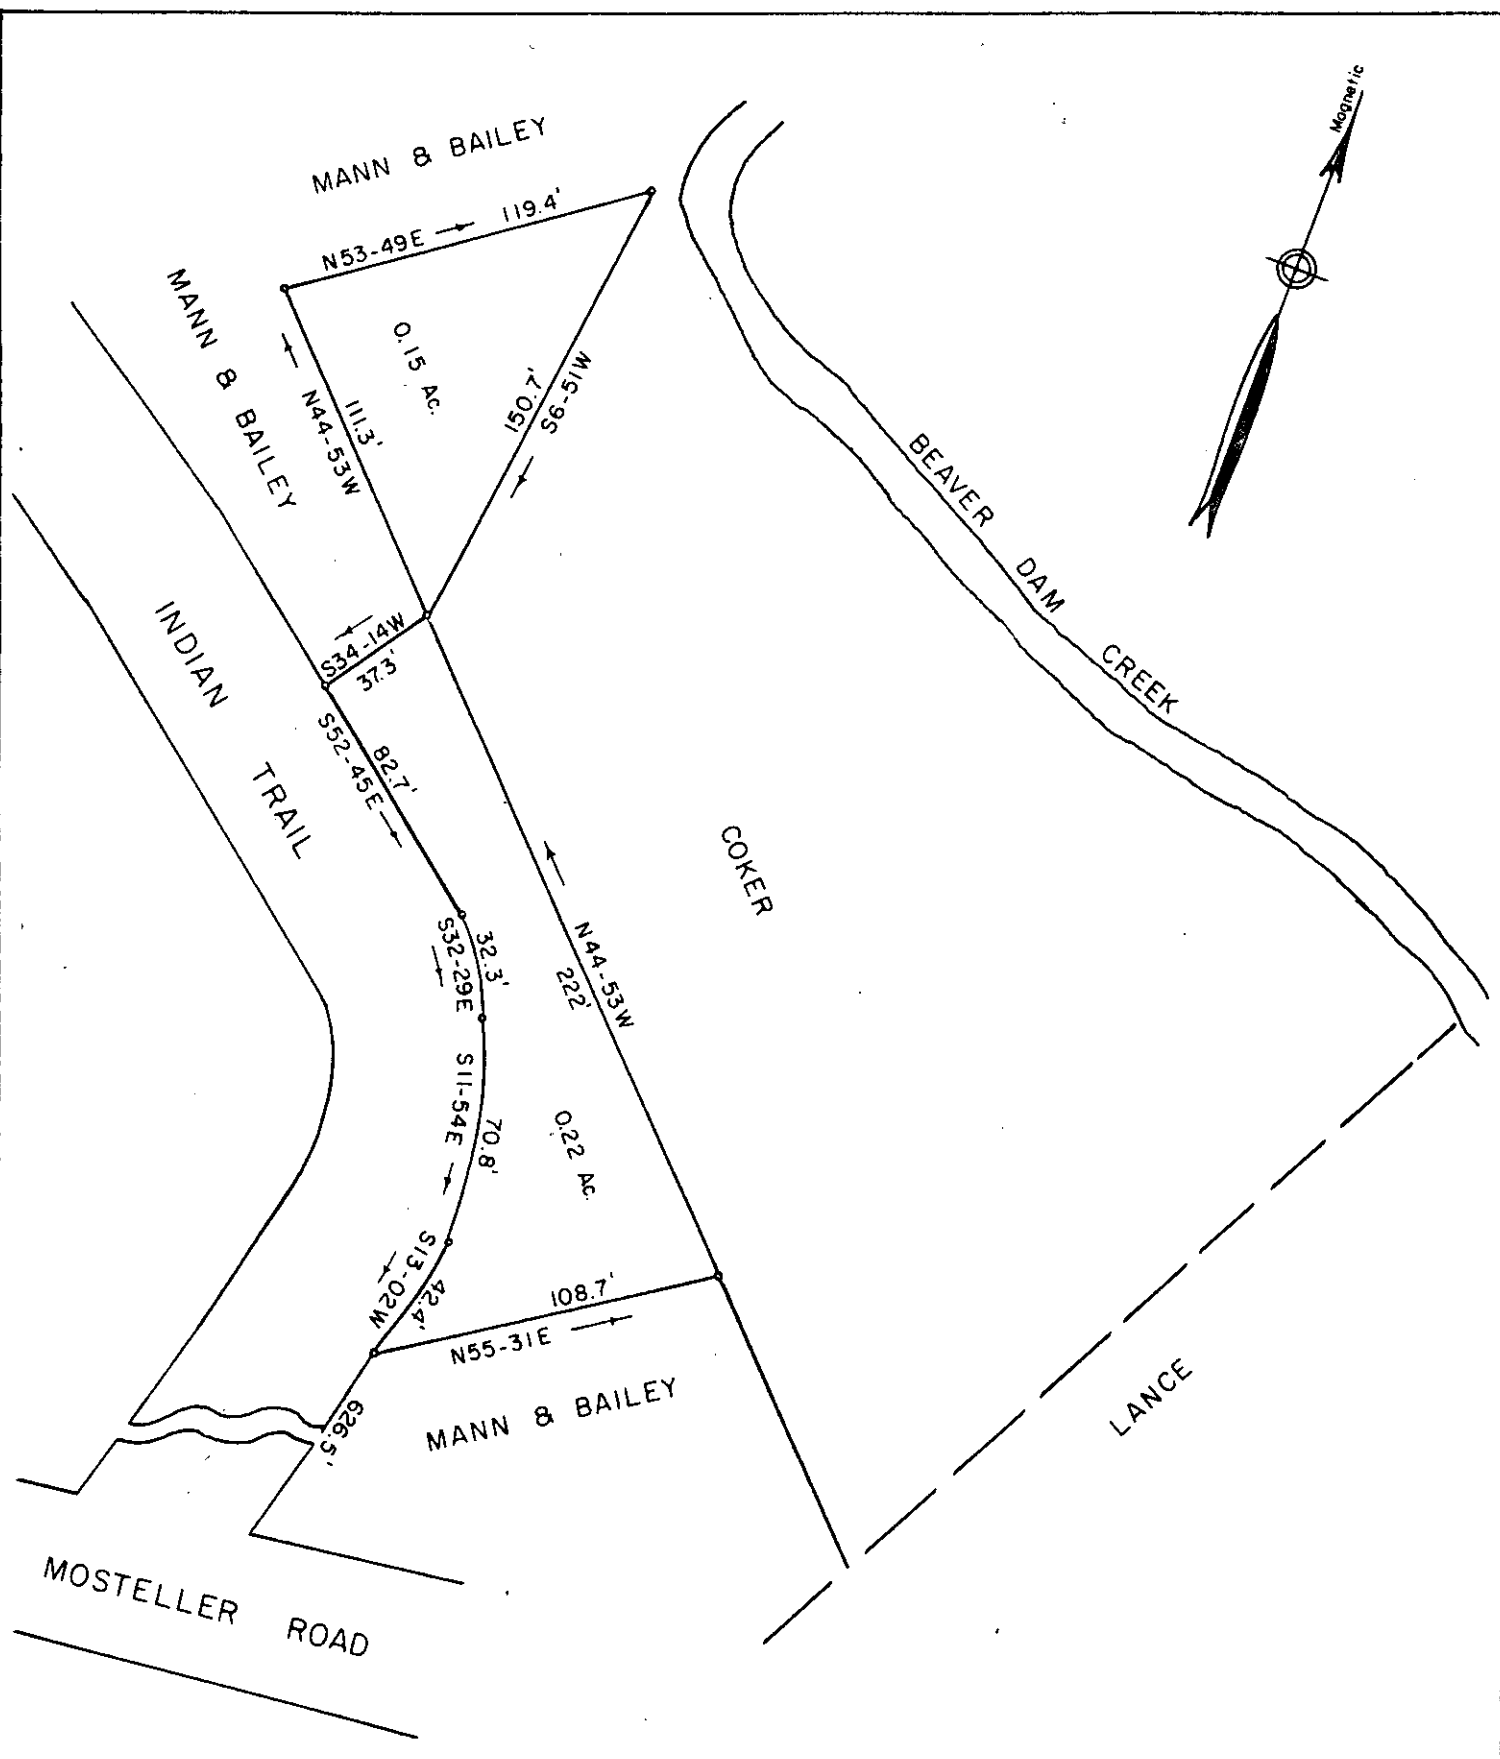 Magnetic
MANN & BAILEY
N53-49E 119.4'
MANN & BAILEY
0.15 Ac.
111.3'
N44-53W
150.7'
S6-51W
BEAVER DAM CREEK
INDIAN TRAIL
S34-14W
37.3'
82.7'
S52-45E
COKER
32.3'
S32-29E
N44-53W
222'
S11-54E
70.8'
0.22 Ac.
S13-02W
42.4'
108.7'
N55-31E
MANN & BAILEY
626.5'
LANCE
MOSTELLER ROAD